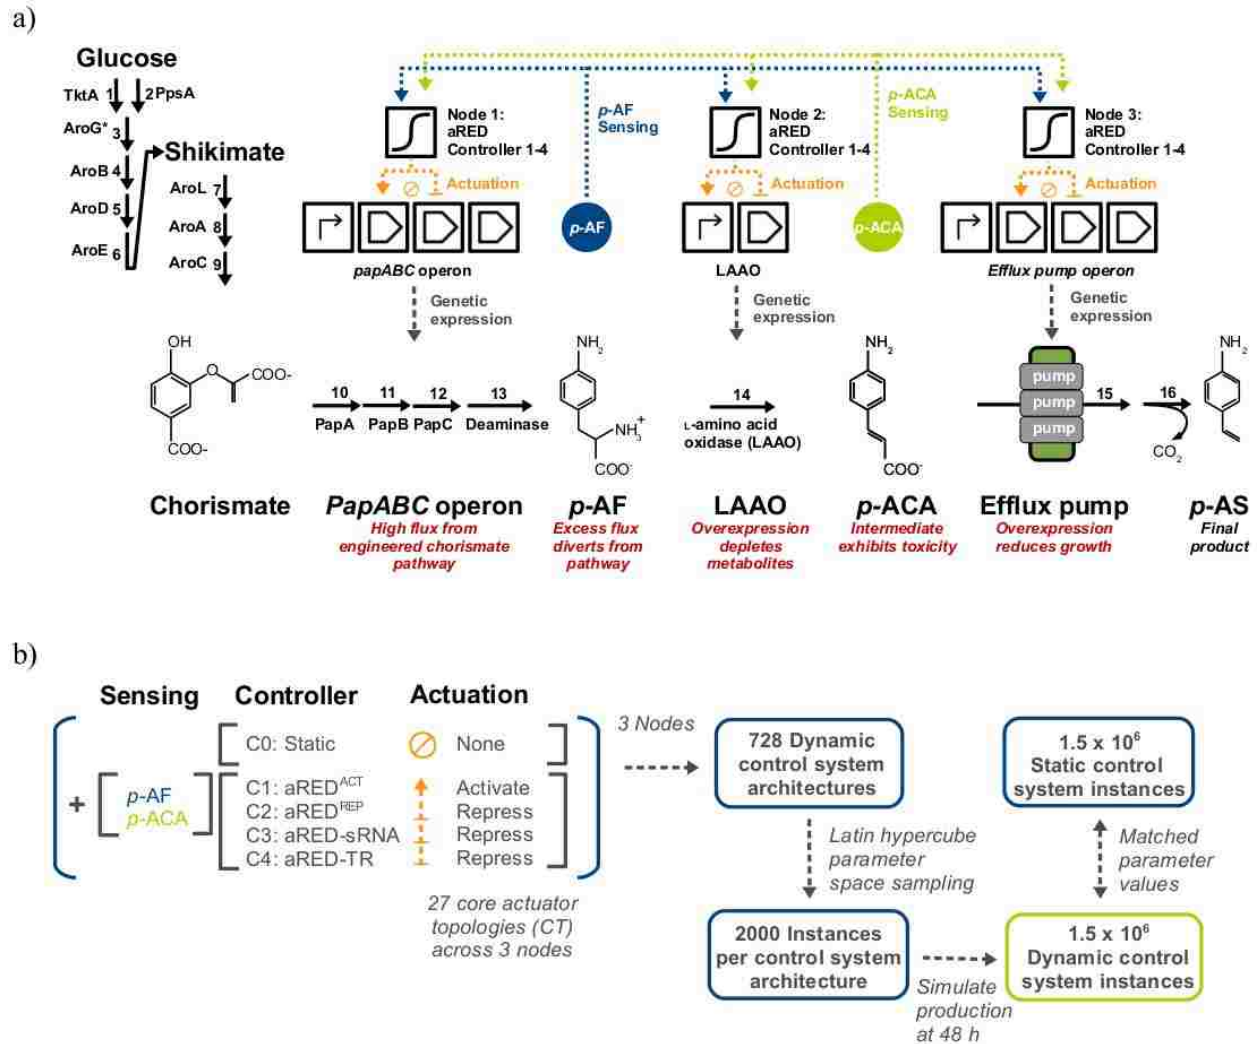 a)
Glucose
TktA 1 2 PpsA
AroG* 3
AroB 4
AroD 5
AroE 6
Shikimate
AroL 7
AroA 8
AroC 9
Node 1:
aRED
Controller 1-4
p-AF
Sensing
Node 2:
aRED
Controller 1-4
p-ACA
Sensing
Node 3:
aRED
Controller 1-4
Actuation
Actuation
Actuation
p-AF
p-ACA
papABC operon
LAAO
Efflux pump operon
Genetic
expression
Genetic
expression
Genetic
expression
OH
O
COO-
COO-
10 11 12 13
PapA PapB PapC Deaminase
NH2
NH3+
COO-
14
L-amino acid
oxidase (LAAO)
NH2
COO-
pump
pump
pump
15 16
CO2
NH2
Chorismate
PapABC operon
High flux from
engineered chorismate
pathway
p-AF
Excess flux
diverts from
pathway
LAAO
Overexpression
depletes
metabolites
p-ACA
Intermediate
exhibits toxicity
Efflux pump
Overexpression
reduces growth
p-AS
Final
product
b)
Sensing Controller Actuation
C0: Static None
+
p-AF
p-ACA
C1: aREDACT Activate
C2: aREDREP Repress
C3: aRED-sRNA Repress
C4: aRED-TR Repress
27 core actuator
topologies (CT)
across 3 nodes
3 Nodes
728 Dynamic
control system
architectures
Latin hypercube
parameter
space sampling
2000 Instances
per control system
architecture
Simulate
production
at 48 h
1.5 x 10⁶
Static control
system instances
Matched
parameter
values
1.5 x 10⁶
Dynamic control
system instances